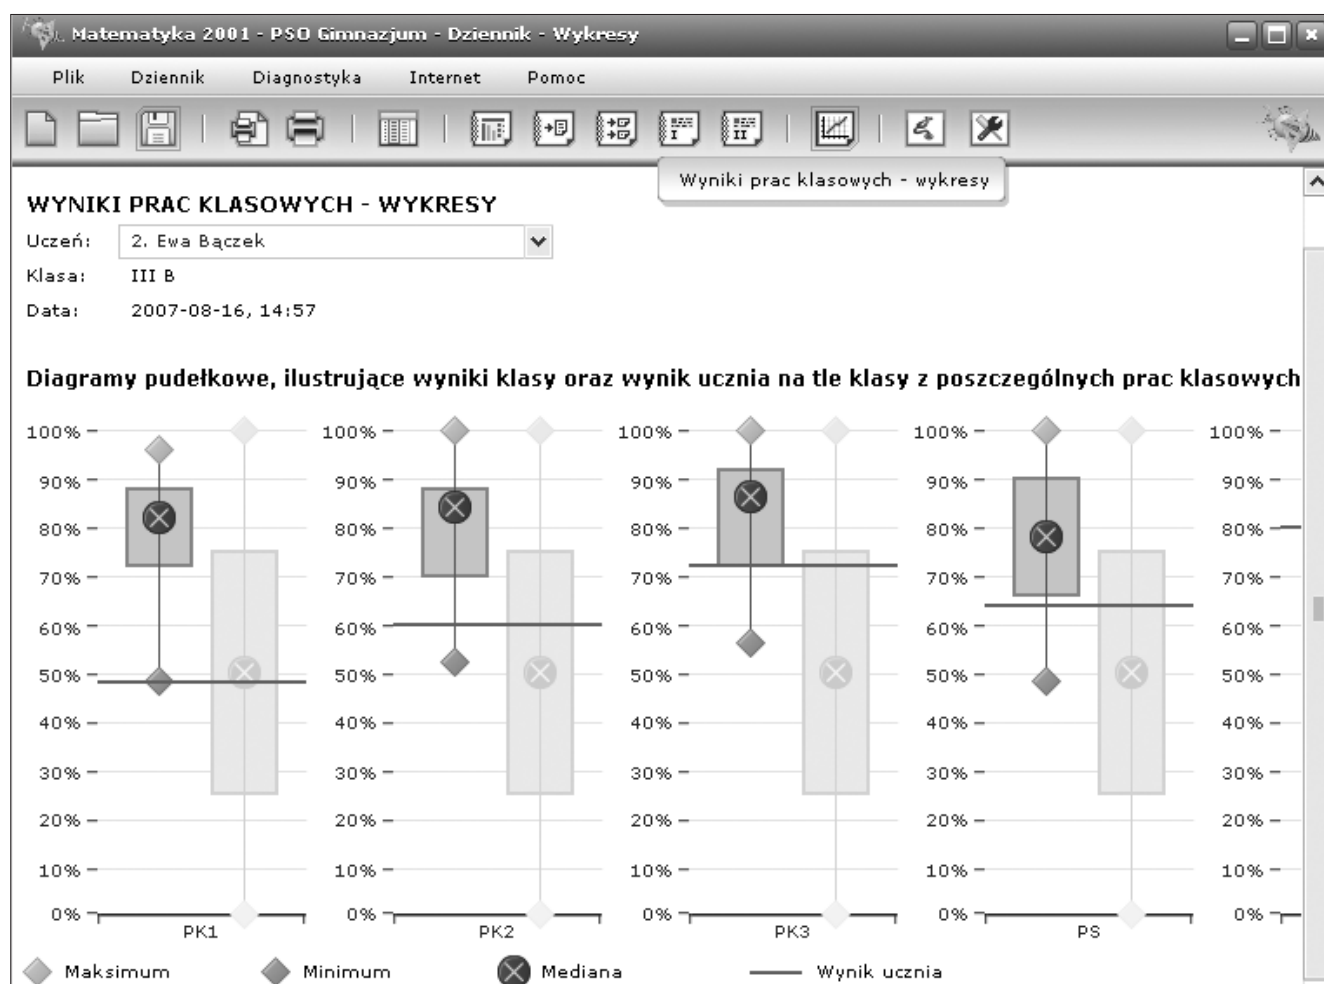 Matematyka 2001 - PSO Gimnazjum - Dziennik - Wykresy
Plik Dziennik Diagnostyka Internet Pomoc
I II
Wyniki prac klasowych - wykresy
WYNIKI PRAC KLASOWYCH - WYKRESY
Uczeń: 2. Ewa Bączek
Klasa: III B
Data: 2007-08-16, 14:57
Diagramy pudełkowe, ilustrujące wyniki klasy oraz wynik ucznia na tle klasy z poszczególnych prac klasowych
100% 100% 100% 100% 100%
90% 90% 90% 90% 90%
80% 80% 80% 80% 80%
70% 70% 70% 70% 70%
60% 60% 60% 60% 60%
50% 50% 50% 50% 50%
40% 40% 40% 40% 40%
30% 30% 30% 30% 30%
20% 20% 20% 20% 20%
10% 10% 10% 10% 10%
0% 0% 0% 0% 0%
PK1 PK2 PK3 PS
Maksimum Minimum Mediana Wynik ucznia